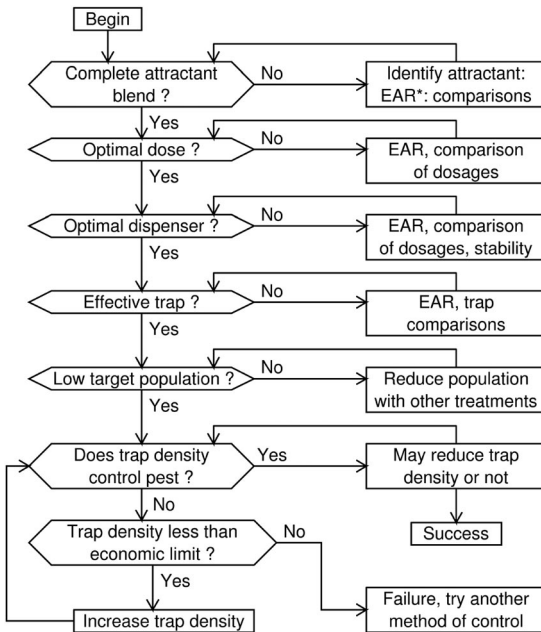 Begin
Complete attractant
blend ?
No
Identify attractant:
EAR*: comparisons
Yes
Optimal dose ?
No
EAR, comparison
of dosages
Yes
Optimal dispenser ?
No
EAR, comparison
of dosages, stability
Yes
Effective trap ?
No
EAR, trap
comparisons
Yes
Low target population ?
No
Reduce population
with other treatments
Yes
Does trap density
control pest ?
Yes
May reduce trap
density or not
No
Success
Trap density less than
economic limit ?
No
Yes
Increase trap density
Failure, try another
method of control